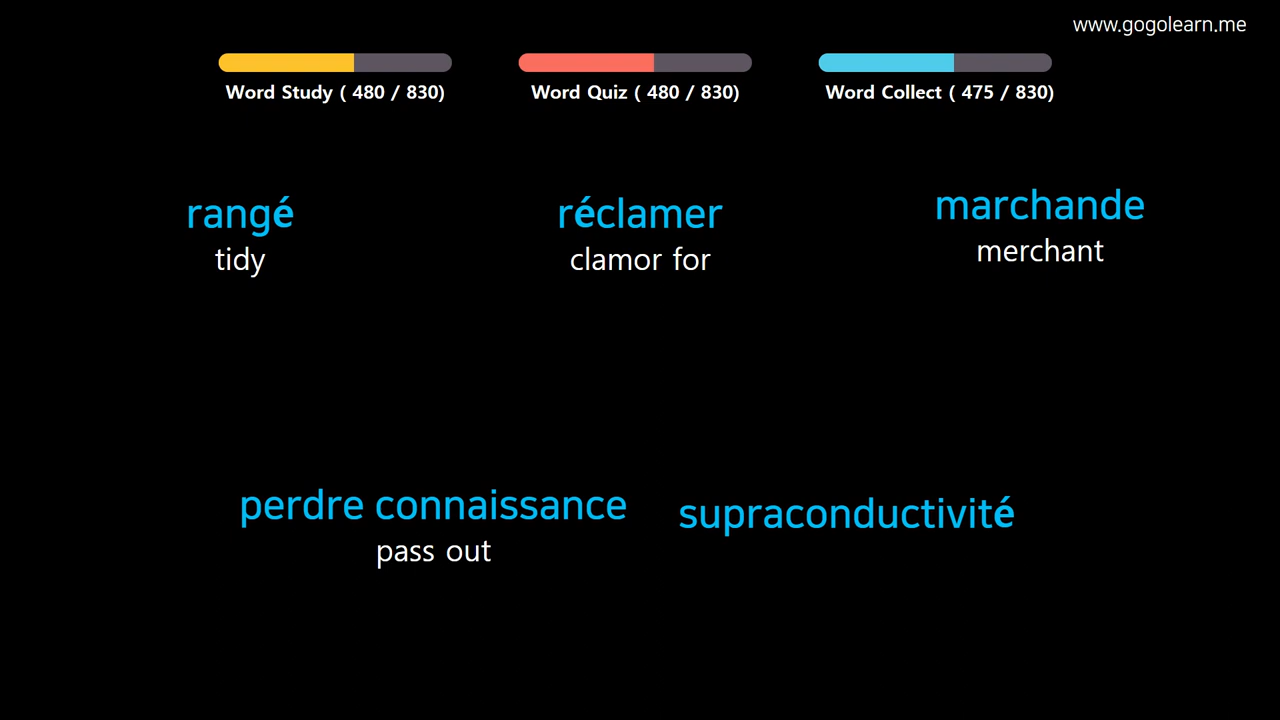 www.gogolearn.me
Word Study ( 480 / 830)
Word Quiz ( 480 / 830)
Word Collect ( 475 / 830)
rangé
tidy
réclamer
clamor for
marchande
merchant
perdre connaissance
pass out
supraconductivité